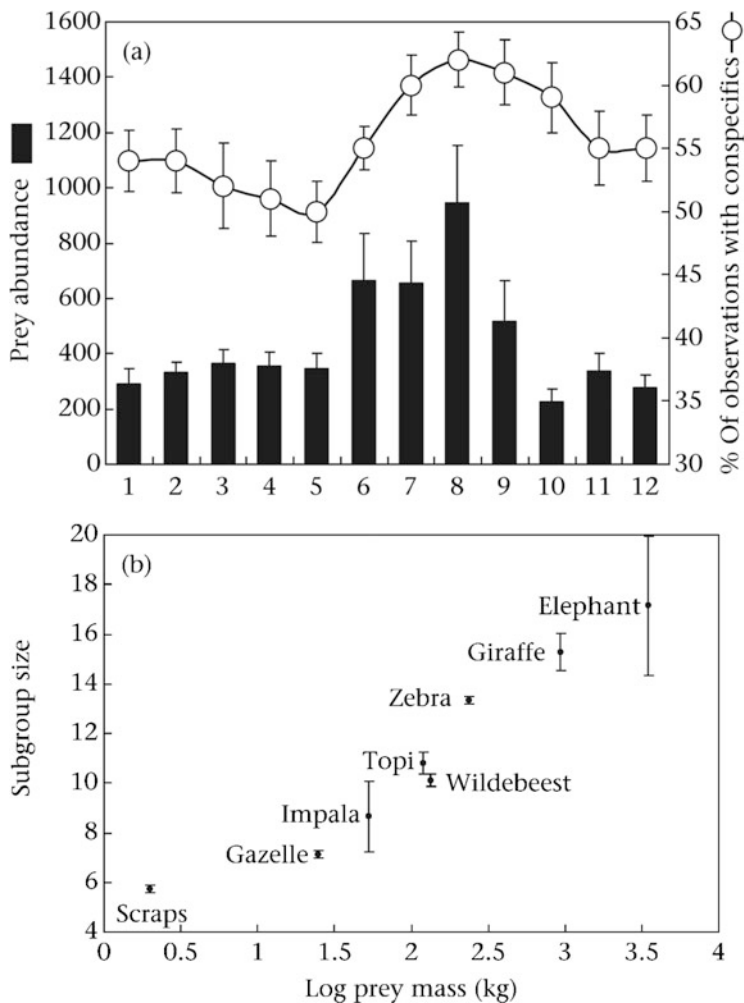 (a)
Prey abundance
1600
1400
1200
1000
800
600
400
200
0
65
60
55
50
45
40
35
30
% Of observations with conspecifics
1 2 3 4 5 6 7 8 9 10 11 12
(b)
Subgroup size
20
18
16
14
12
10
8
6
4
Elephant
Giraffe
Zebra
Topi
Wildebeest
Impala
Gazelle
Scraps
0 0.5 1 1.5 2 2.5 3 3.5 4
Log prey mass (kg)